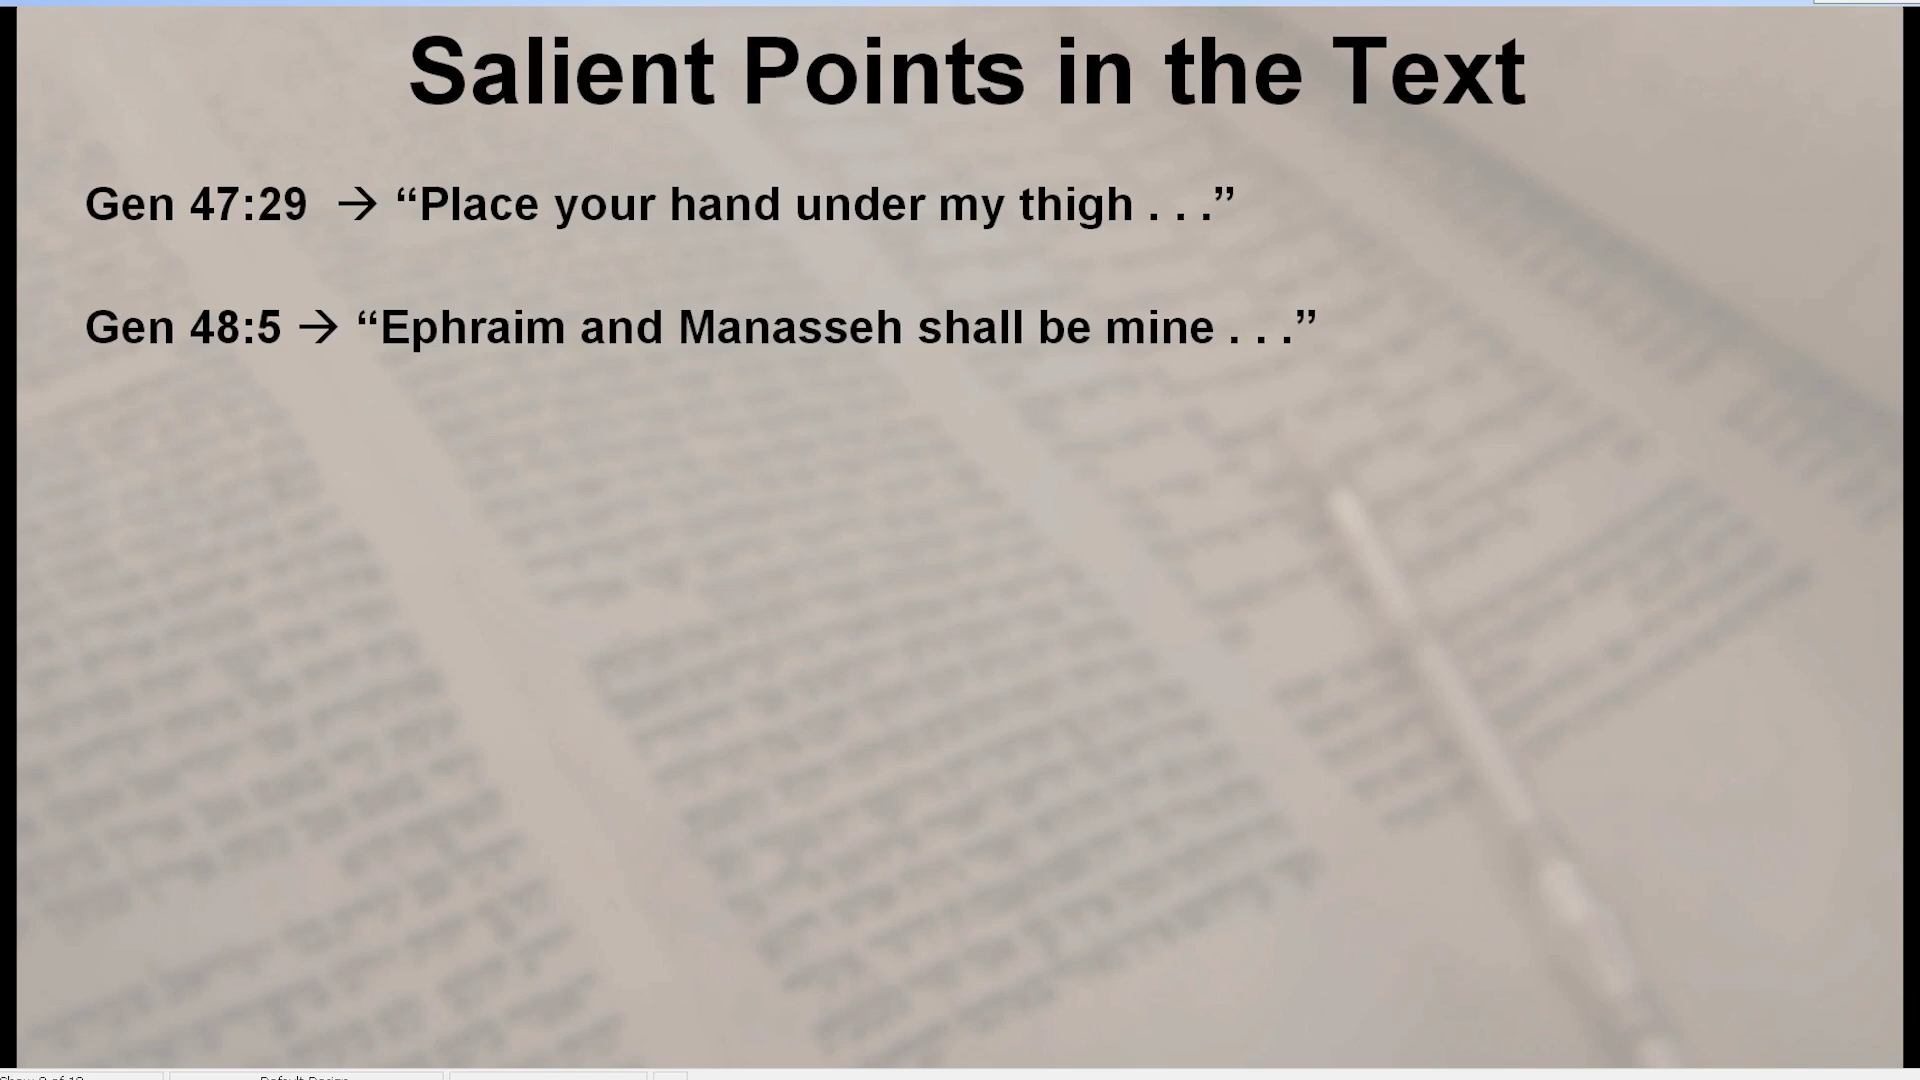 Salient Points in the Text
Gen 47:29 → “Place your hand under my thigh . . .”
Gen 48:5 → “Ephraim and Manasseh shall be mine . . .”